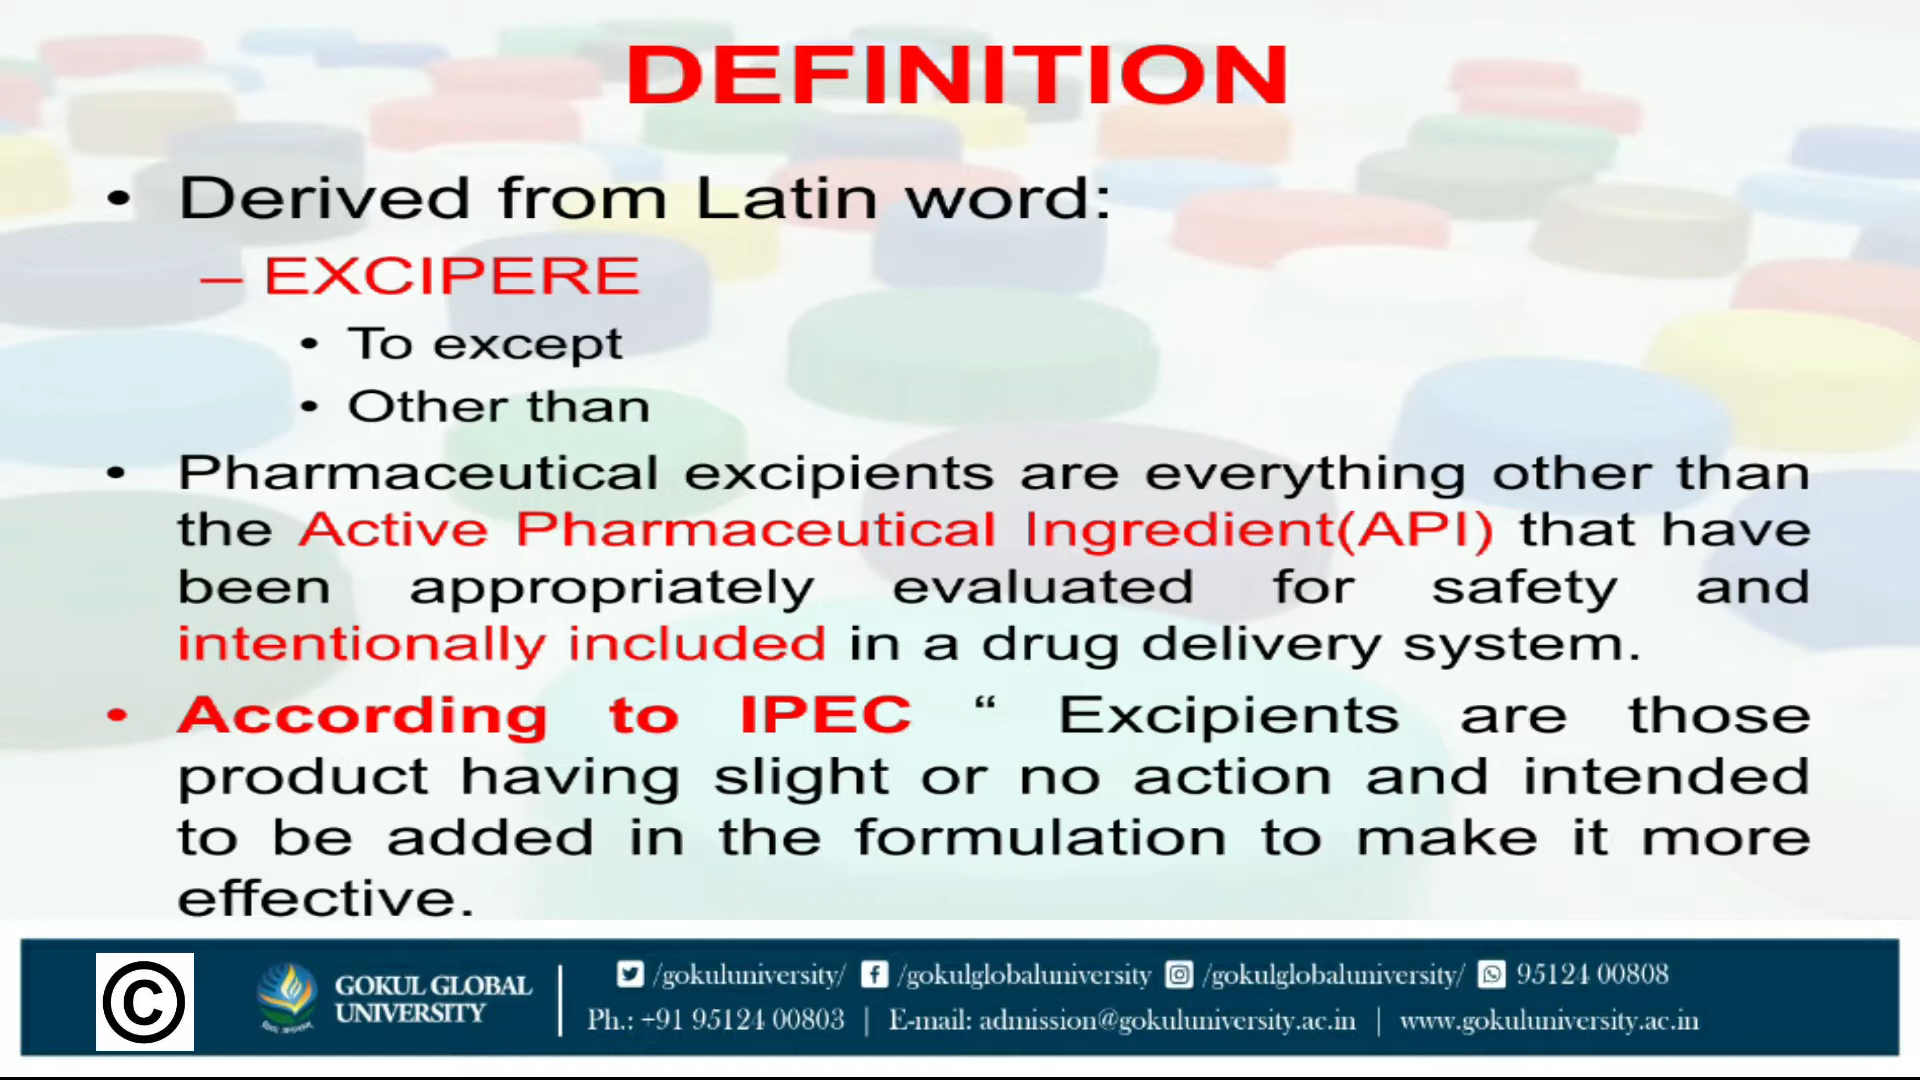 DEFINITION
• Derived from Latin word:
– EXCIPERE
• To except
• Other than
• Pharmaceutical excipients are everything other than
the Active Pharmaceutical Ingredient(API) that have
been appropriately evaluated for safety and
intentionally included in a drug delivery system.
• According to IPEC “ Excipients are those
product having slight or no action and intended
to be added in the formulation to make it more
effective.
©
GOKUL GLOBAL
UNIVERSITY
/gokuluniversity/ /gokulglobaluniversity /gokulglobaluniversity/ 95124 00808
Ph.: +91 95124 00803 | E-mail: admission@gokuluniversity.ac.in | www.gokuluniversity.ac.in